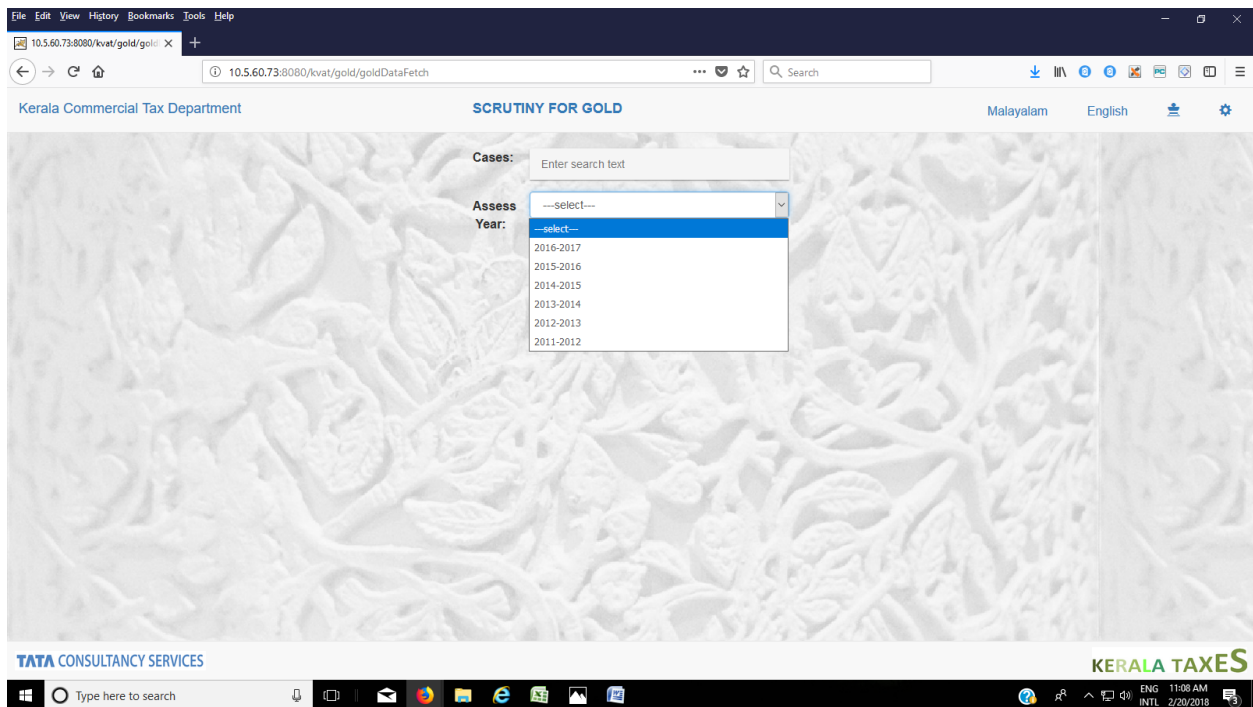 File Edit View History Bookmarks Tools Help
10.5.60.73:8080/kvat/gold/gold
10.5.60.73:8080/kvat/gold/goldDataFetch
Search
Kerala Commercial Tax Department
SCRUTINY FOR GOLD
Malayalam
English
Cases:
Enter search text
Assess
Year:
---select---
---select---
2016-2017
2015-2016
2014-2015
2013-2014
2012-2013
2011-2012
TATA CONSULTANCY SERVICES
KERALA TAXES
Type here to search
ENG 11:08 AM
INTL 2/20/2018